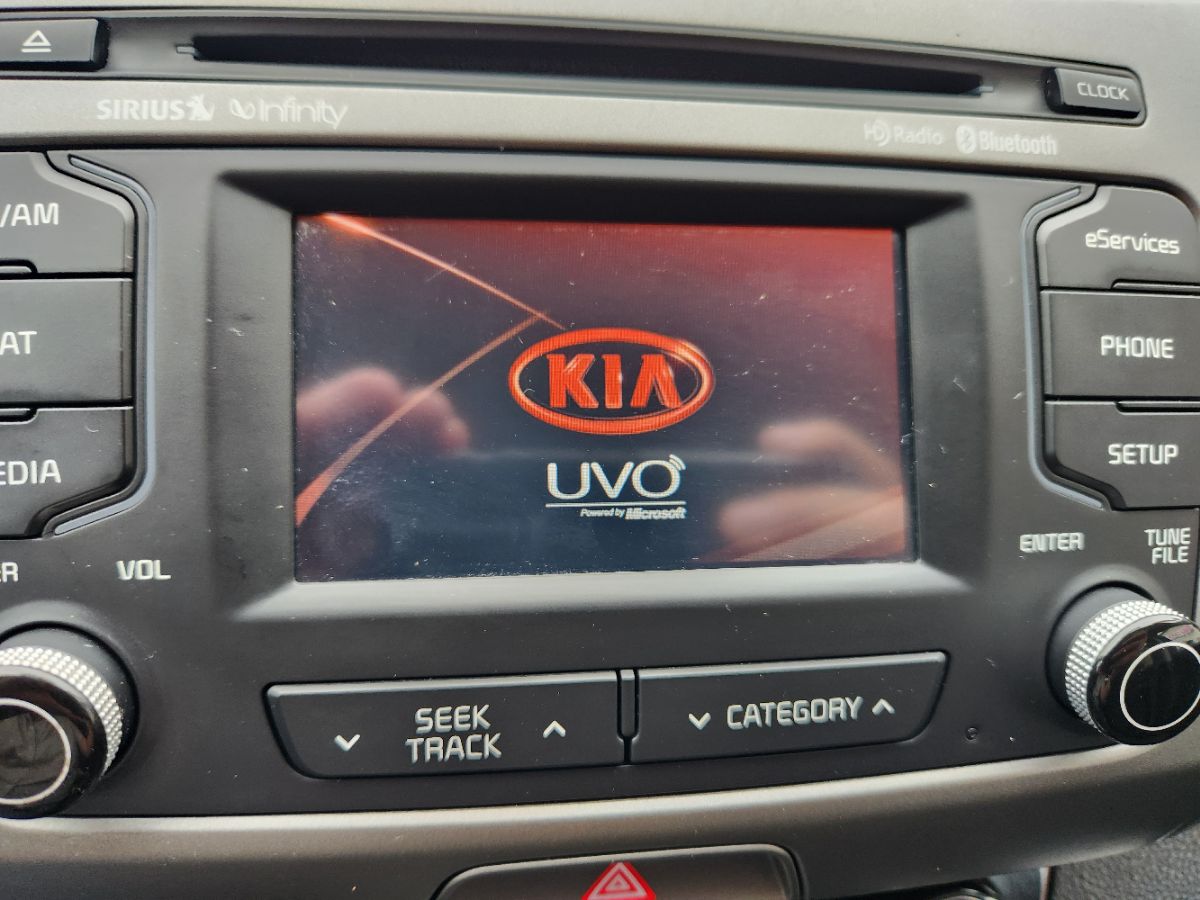 SIRIUS Infinity
CLOCK
HD Radio Bluetooth
/AM
eServices
AT
PHONE
EDIA
SETUP
KIA
UVO
Powered by Microsoft
ER
VOL
ENTER
TUNE
FILE
SEEK
TRACK
CATEGORY